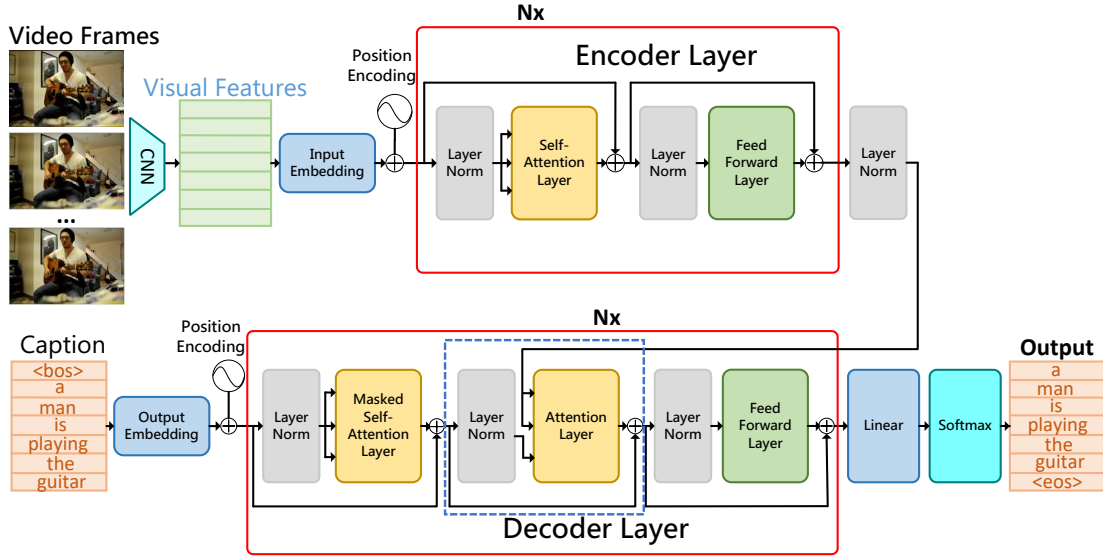 Nx
Video Frames
Encoder Layer
Position
Encoding
Visual Features
CNN
Input
Embedding
Layer
Norm
Self-
Attention
Layer
Layer
Norm
Feed
Forward
Layer
Layer
Norm
...
Nx
Position
Encoding
Caption
<bos>
a
man
is
playing
the
guitar
Output
Embedding
Layer
Norm
Masked
Self-
Attention
Layer
Layer
Norm
Attention
Layer
Layer
Norm
Feed
Forward
Layer
Linear
Softmax
Output
a
man
is
playing
the
guitar
<eos>
Decoder Layer